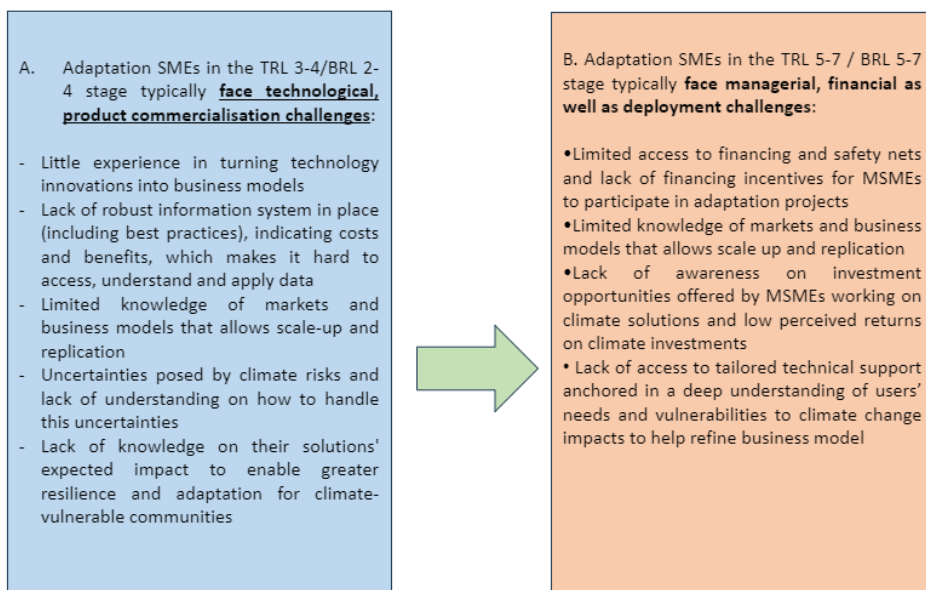 A. Adaptation SMEs in the TRL 3-4/BRL 2-
4 stage typically face technological,
product commercialisation challenges:
- Little experience in turning technology
innovations into business models
- Lack of robust information system in place
(including best practices), indicating costs
and benefits, which makes it hard to
access, understand and apply data
- Limited knowledge of markets and
business models that allows scale-up and
replication
- Uncertainties posed by climate risks and
lack of understanding on how to handle
this uncertainties
- Lack of knowledge on their solutions'
expected impact to enable greater
resilience and adaptation for climate-
vulnerable communities
B. Adaptation SMEs in the TRL 5-7 / BRL 5-7
stage typically face managerial, financial as
well as deployment challenges:
•Limited access to financing and safety nets
and lack of financing incentives for MSMEs
to participate in adaptation projects
•Limited knowledge of markets and business
models that allows scale up and replication
•Lack of awareness on investment
opportunities offered by MSMEs working on
climate solutions and low perceived returns
on climate investments
• Lack of access to tailored technical support
anchored in a deep understanding of users’
needs and vulnerabilities to climate change
impacts to help refine business model